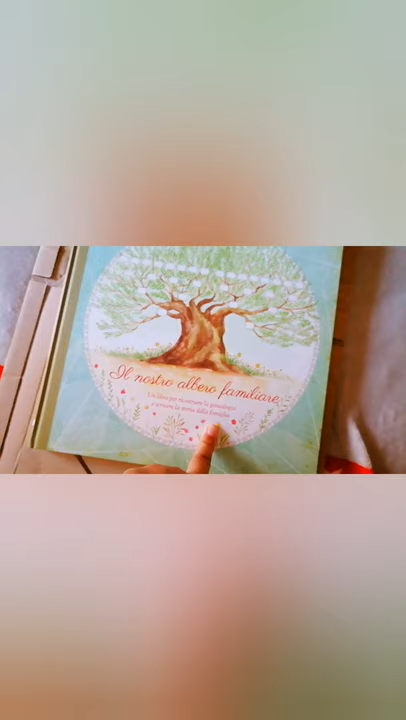 Il nostro albero familiare
Un libro per ricostruire la genealogia
e scrivere la storia della famiglia